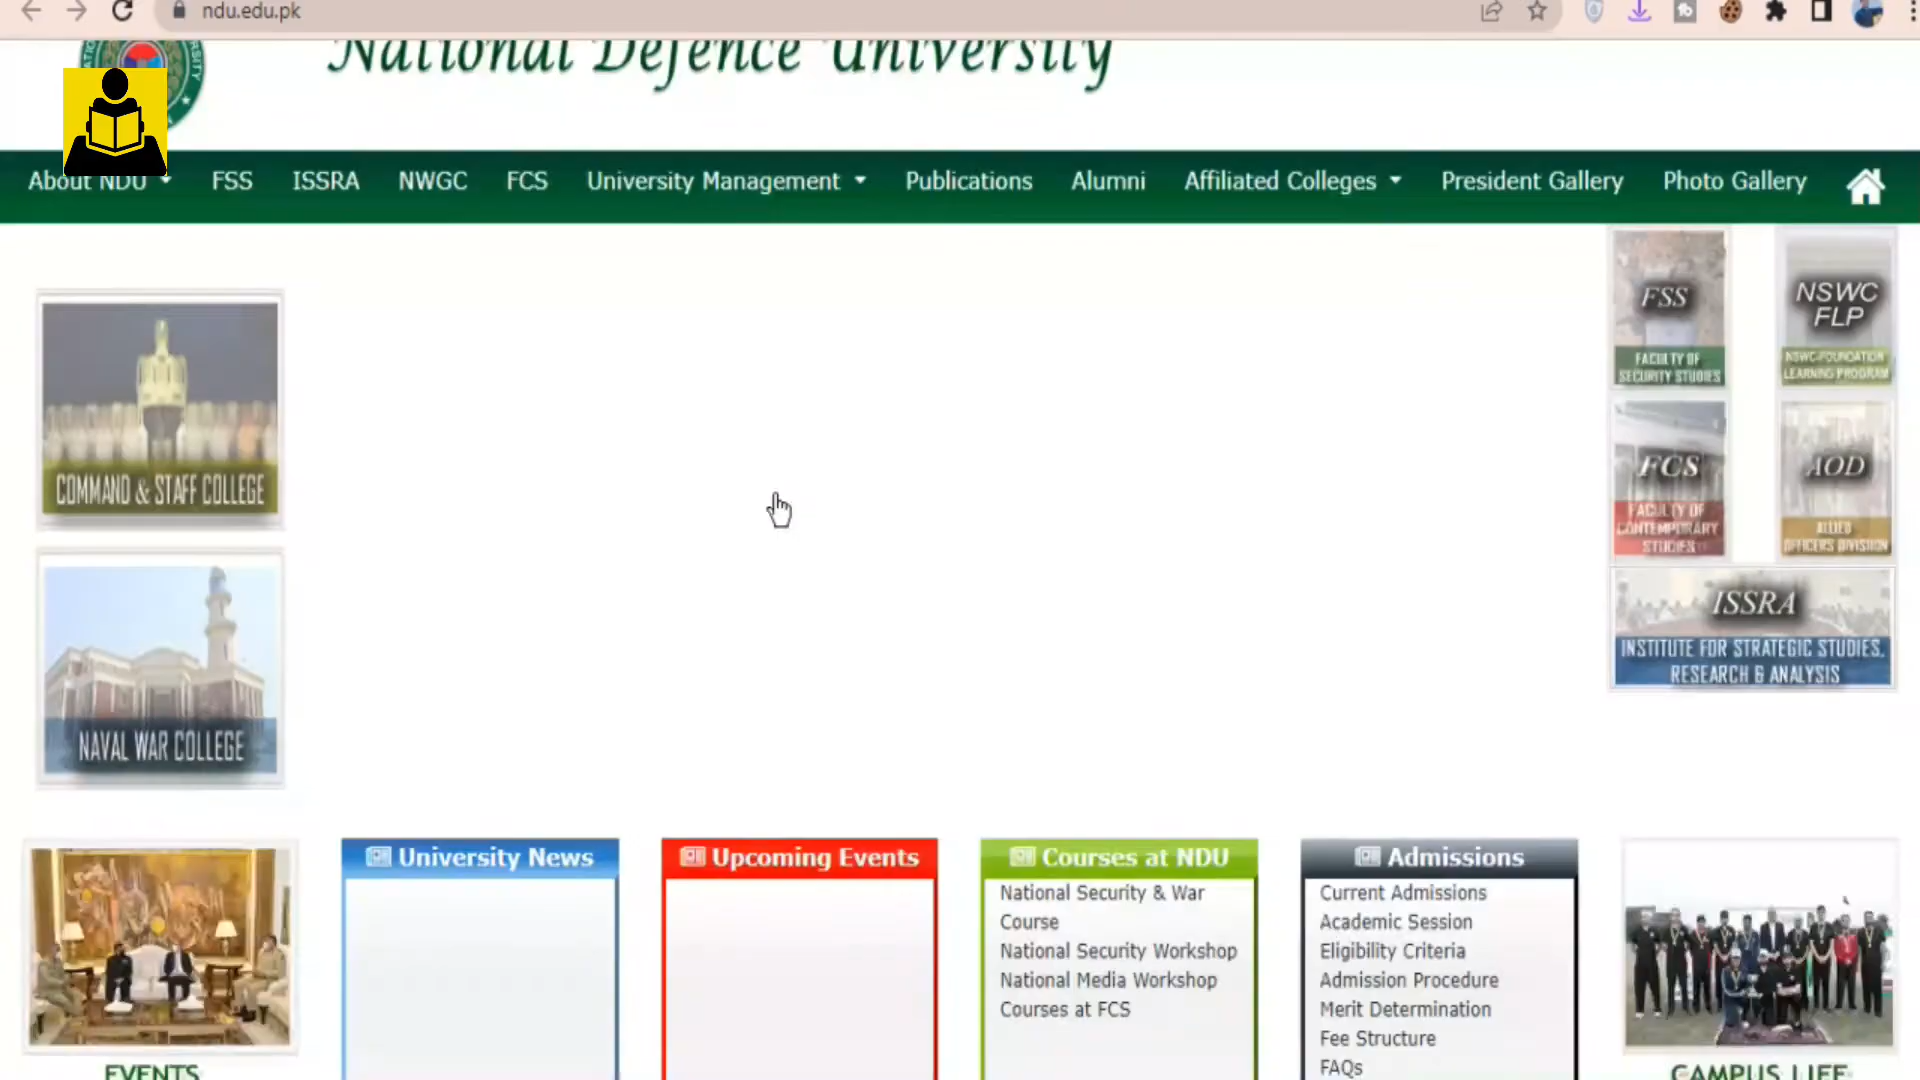 ndu.edu.pk
National Defence University
About NDU
FSS
ISSRA
NWGC
FCS
University Management
Publications
Alumni
Affiliated Colleges
President Gallery
Photo Gallery
COMMAND & STAFF COLLEGE
NAVAL WAR COLLEGE
FSS
FACULTY OF
SECURITY STUDIES
NSWC
FLP
NSWC-FOUNDATION
LEARNING PROGRAM
FCS
FACULTY OF
CONTEMPORARY
STUDIES
AOD
ALLIED
OFFICERS DIVISION
ISSRA
INSTITUTE FOR STRATEGIC STUDIES,
RESEARCH & ANALYSIS
EVENTS
University News
Upcoming Events
Courses at NDU
National Security & War
Course
National Security Workshop
National Media Workshop
Courses at FCS
Admissions
Current Admissions
Academic Session
Eligibility Criteria
Admission Procedure
Merit Determination
Fee Structure
FAQs
CAMPUS LIFE